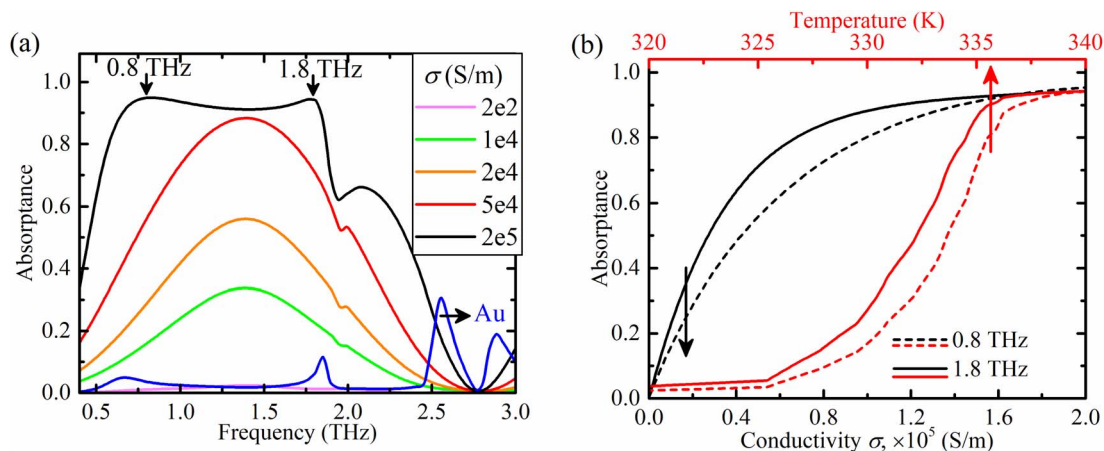 (a)
0.8 THz
1.8 THz
σ (S/m)
2e2
1e4
2e4
5e4
2e5
Au
Absorptance
1.0
0.8
0.6
0.4
0.2
0.0
0.5 1.0 1.5 2.0 2.5 3.0
Frequency (THz)
(b)
Temperature (K)
320 325 330 335 340
Absorptance
1.0
0.8
0.6
0.4
0.2
0.0
0.8 THz
1.8 THz
0.0 0.4 0.8 1.2 1.6 2.0
Conductivity σ, ×10⁵ (S/m)